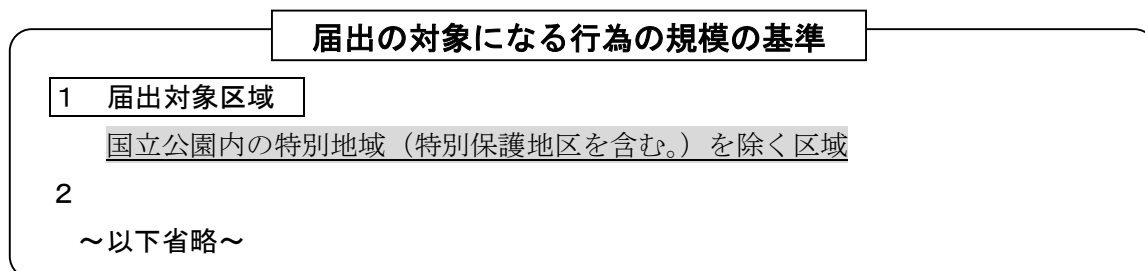 届出の対象になる行為の規模の基準
1　届出対象区域
国立公園内の特別地域（特別保護地区を含む。）を除く区域
2
～以下省略～